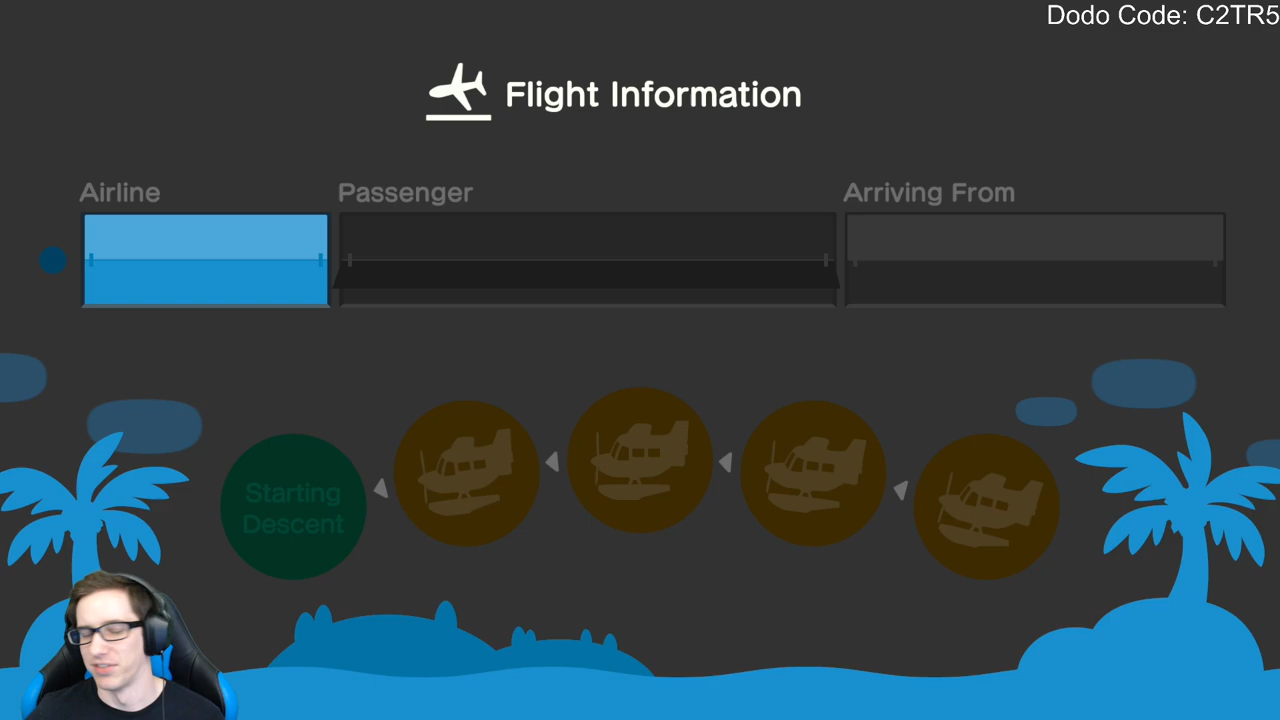 Dodo Code: C2TR5
Flight Information
Airline
Passenger
Arriving From
Starting
Descent